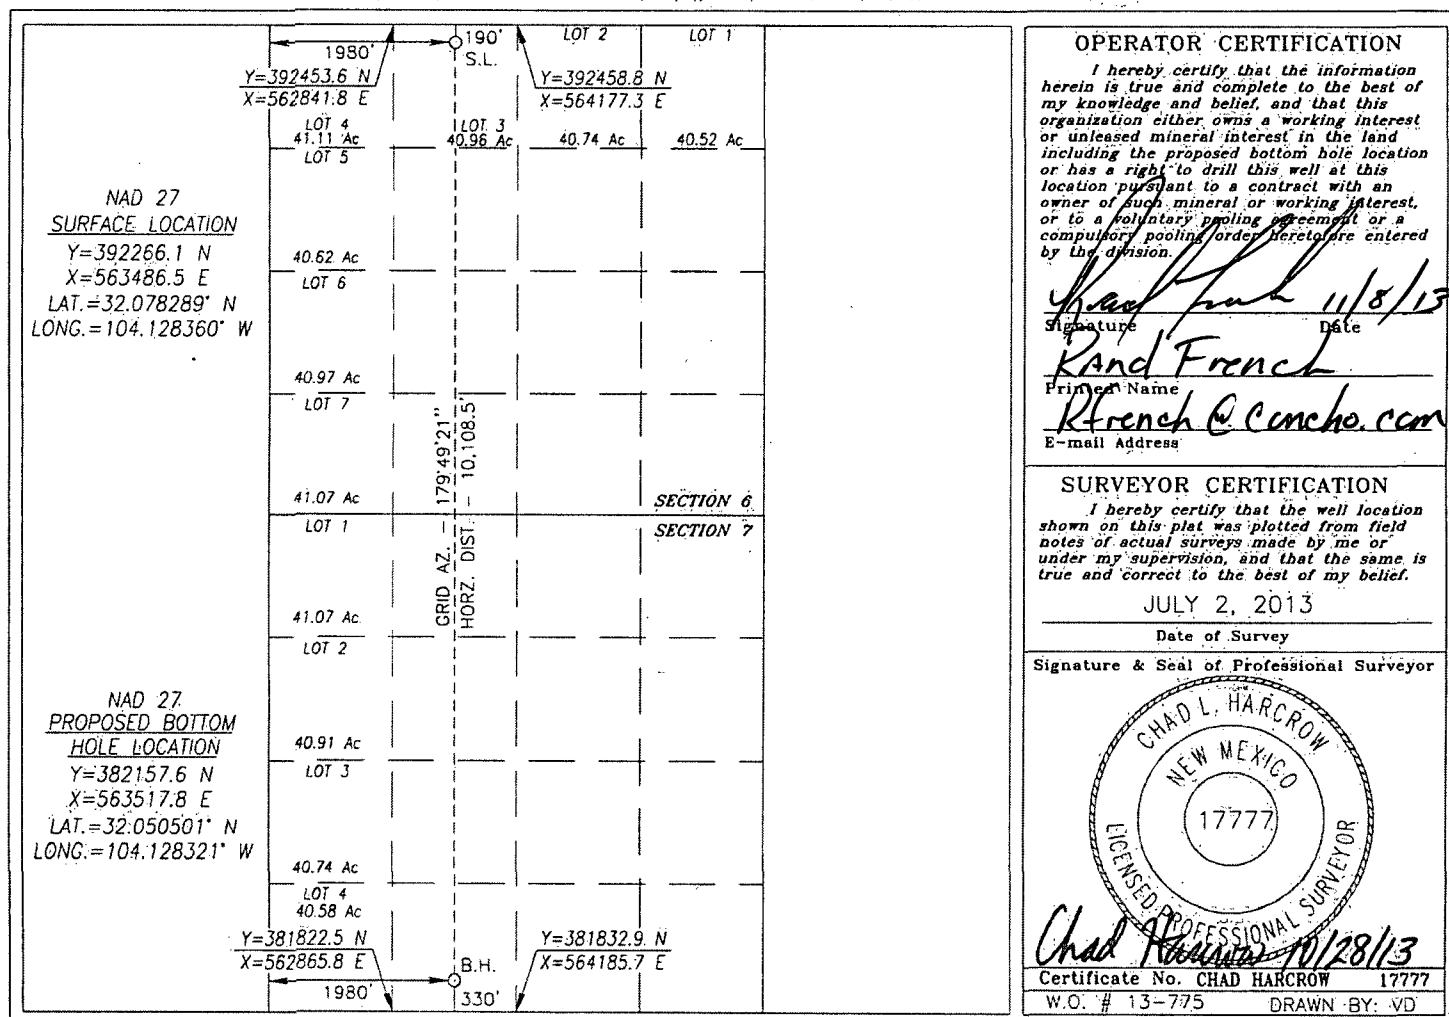 1980'
190'
S.L.
LOT 2
LOT 1
Y=392453.6 N
X=562841.8 E
Y=392458.8 N
X=564177.3 E
LOT 4
41.11 Ac
LOT 5
LOT 3
40.96 Ac
40.74 Ac
40.52 Ac
NAD 27
SURFACE LOCATION
Y=392266.1 N
X=563486.5 E
LAT.=32.078289° N
LONG.=104.128360° W
40.62 Ac
LOT 6
40.97 Ac
LOT 7
GRID AZ. - 179°49'21"
HORZ. DIST. - 10,108.5'
41.07 Ac
SECTION 6
LOT 1
SECTION 7
41.07 Ac
LOT 2
NAD 27
PROPOSED BOTTOM
HOLE LOCATION
Y=382157.6 N
X=563517.8 E
LAT.=32.050501° N
LONG.=104.128321° W
40.91 Ac
LOT 3
40.74 Ac
LOT 4
40.58 Ac
Y=381822.5 N
X=562865.8 E
Y=381832.9 N
X=564185.7 E
B.H.
1980'
330'
OPERATOR CERTIFICATION
I hereby certify that the information
herein is true and complete to the best of
my knowledge and belief, and that this
organization either owns a working interest
or unleased mineral interest in the land
including the proposed bottom hole location
or has a right to drill this well at this
location pursuant to a contract with an
owner of such mineral or working interest,
or to a voluntary pooling agreement or a
compulsory pooling order heretofore entered
by the division.
11/8/13
Signature Date
Rand French
Printed Name
Rfrench@concho.com
E-mail Address
SURVEYOR CERTIFICATION
I hereby certify that the well location
shown on this plat was plotted from field
notes of actual surveys made by me or
under my supervision, and that the same is
true and correct to the best of my belief.
JULY 2, 2013
Date of Survey
Signature & Seal of Professional Surveyor
CHAD L. HARCROW
NEW MEXICO
17777
LICENSED PROFESSIONAL SURVEYOR
Chad Harcrow 10/28/13
Certificate No. CHAD HARCROW 17777
W.O. # 13-775 DRAWN BY: VD